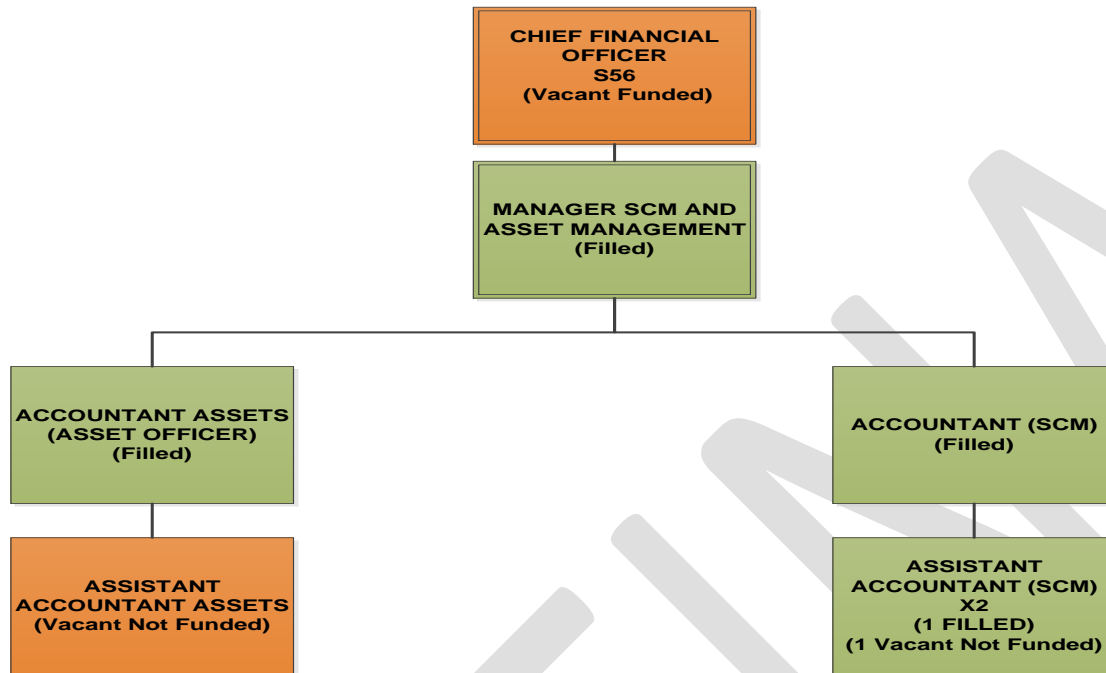 CHIEF FINANCIAL
OFFICER
S56
(Vacant Funded)
MANAGER SCM AND
ASSET MANAGEMENT
(Filled)
ACCOUNTANT ASSETS
(ASSET OFFICER)
(Filled)
ACCOUNTANT (SCM)
(Filled)
ASSISTANT
ACCOUNTANT ASSETS
(Vacant Not Funded)
ASSISTANT
ACCOUNTANT (SCM)
X2
(1 FILLED)
(1 Vacant Not Funded)